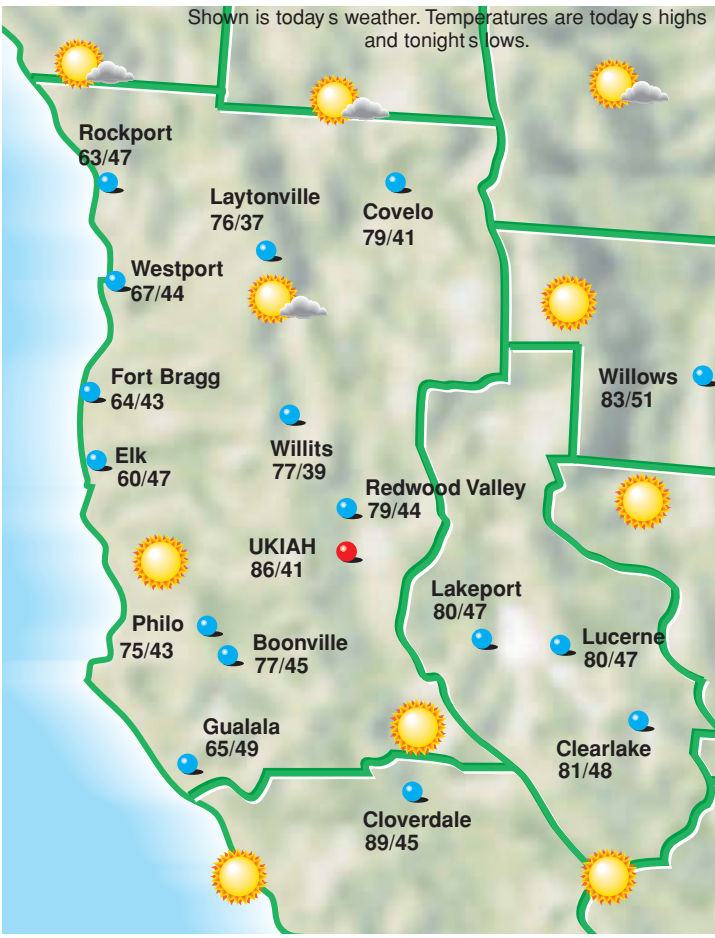 Shown is today s weather. Temperatures are today s highs
and tonight s lows.
Rockport
63/47
Laytonville
76/37
Covelo
79/41
Westport
67/44
Fort Bragg
64/43
Willows
83/51
Elk
60/47
Willits
77/39
Redwood Valley
79/44
UKIAH
86/41
Lakeport
80/47
Philo
75/43
Boonville
77/45
Lucerne
80/47
Gualala
65/49
Clearlake
81/48
Cloverdale
89/45